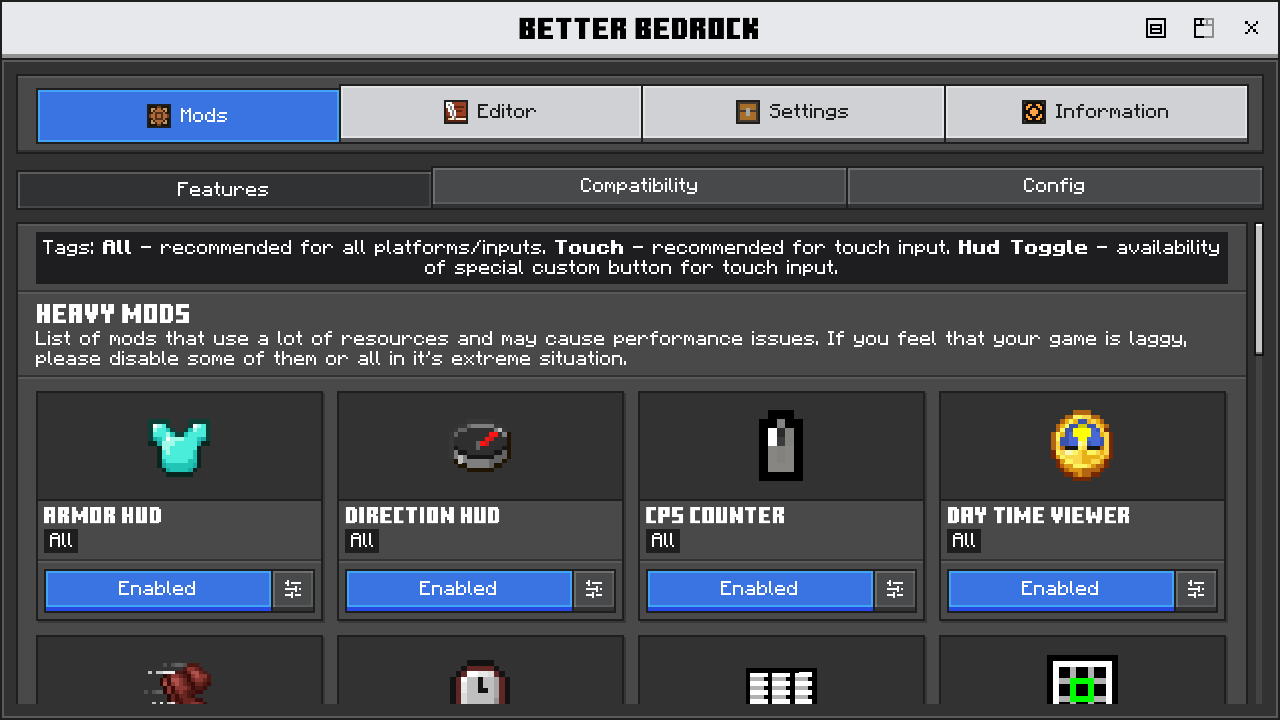 BETTER BEDROCK
Mods
Editor
Settings
Information
Features
Compatibility
Config
Tags: All - recommended for all platforms/inputs. Touch - recommended for touch input. Hud Toggle - availability
of special custom button for touch input.
HEAVY MODS
List of mods that use a lot of resources and may cause performance issues. If you feel that your game is laggy,
please disable some of them or all in it's extreme situation.
ARMOR HUD
All
Enabled
DIRECTION HUD
All
Enabled
CPS COUNTER
All
Enabled
DAY TIME VIEWER
All
Enabled